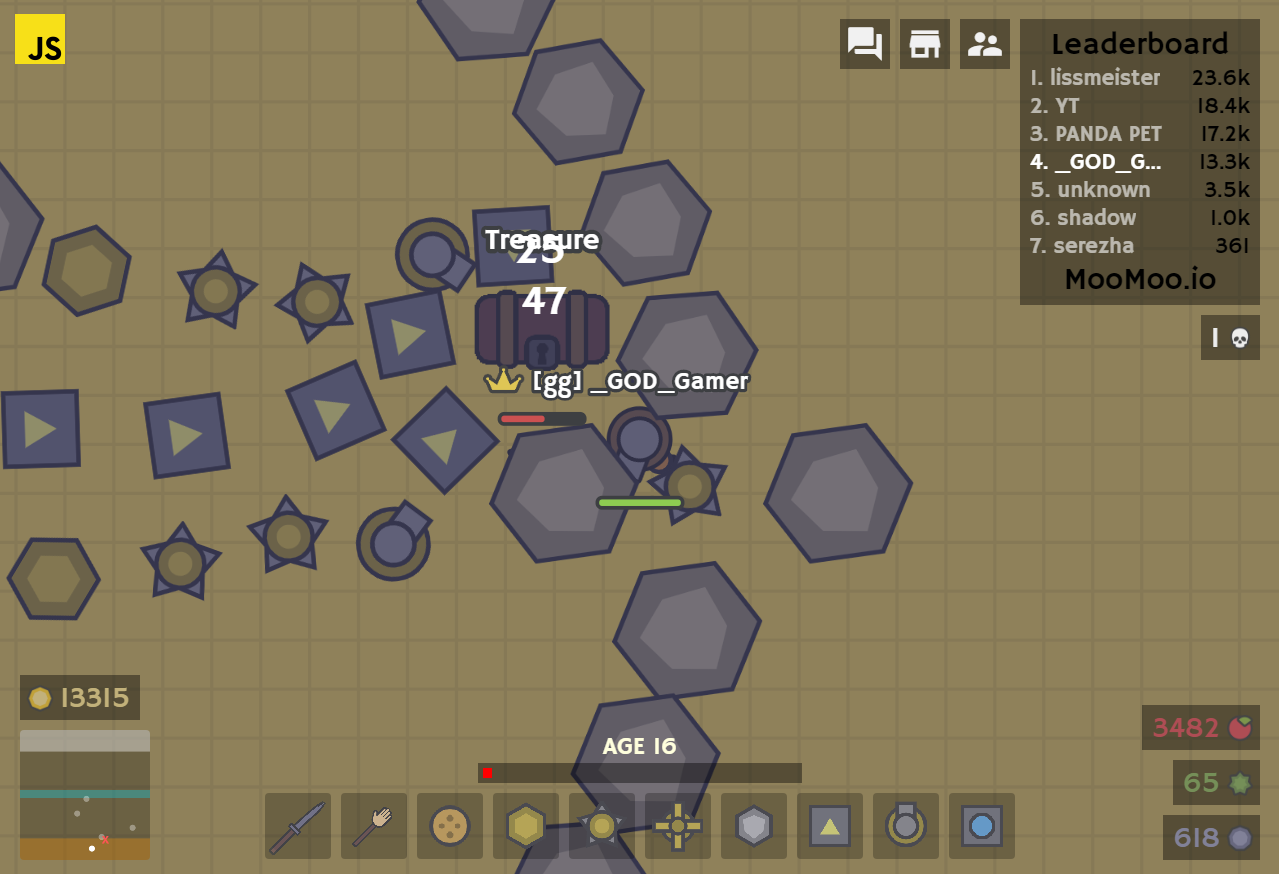 JS
Leaderboard
1. lissmeister 23.6k
2. YT 18.4k
3. PANDA PET 17.2k
4. _GOD_G... 13.3k
5. unknown 3.5k
6. shadow 1.0k
7. serezha 361
MooMoo.io
1
Treasure
25
47
[gg] _GOD_Gamer
13315
3482
65
618
AGE 16